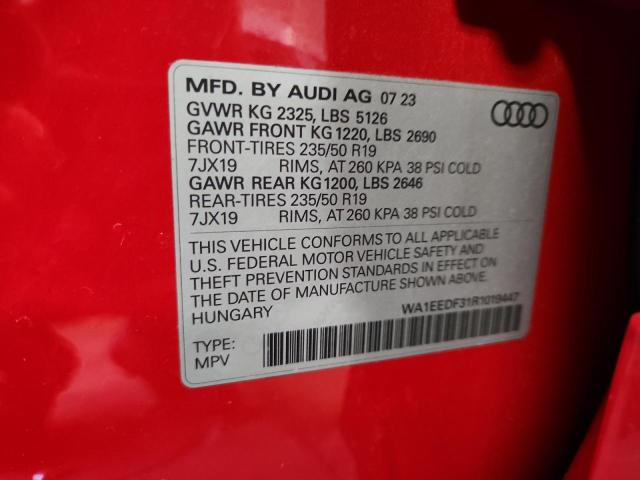 MFD. BY AUDI AG 07 23
GVWR KG 2325, LBS 5126
GAWR FRONT KG 1220, LBS 2690
FRONT-TIRES 235/50 R19
7JX19 RIMS, AT 260 KPA 38 PSI COLD
GAWR REAR KG1200, LBS 2646
REAR-TIRES 235/50 R19
7JX19 RIMS, AT 260 KPA 38 PSI COLD
THIS VEHICLE CONFORMS TO ALL APPLICABLE
U.S. FEDERAL MOTOR VEHICLE SAFETY AND
THEFT PREVENTION STANDARDS IN EFFECT ON
THE DATE OF MANUFACTURE SHOWN ABOVE.
HUNGARY
WA1EEDF31R1019447
TYPE:
MPV